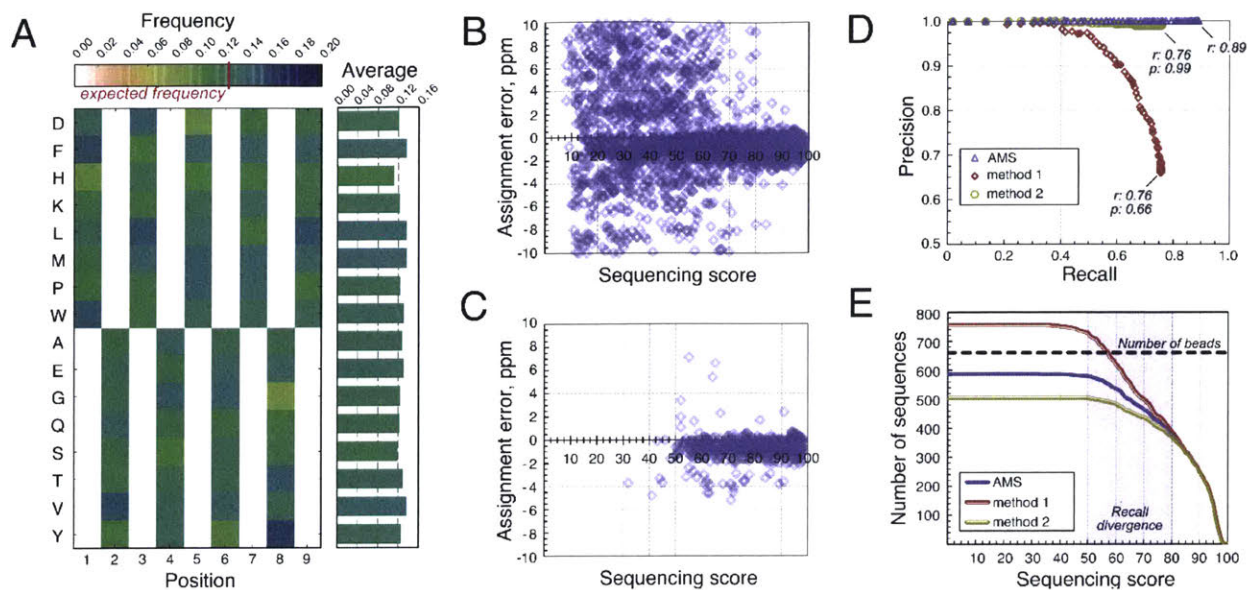 A
Frequency
0.00 0.02 0.04 0.06 0.08 0.10 0.12 0.14 0.16 0.18 0.20
expected frequency
Average
0.00 0.04 0.08 0.12 0.16
D
F
H
K
L
M
P
W
A
E
G
Q
S
T
V
Y
1 2 3 4 5 6 7 8 9
Position
B
Assignment error, ppm
10
8
6
4
2
0
-2
-4
-6
-8
-10
10 20 30 40 50 60 70 80 90 100
Sequencing score
C
Assignment error, ppm
10
8
6
4
2
0
-2
-4
-6
-8
-10
10 20 30 40 50 60 70 80 90 100
Sequencing score
D
Precision
1.0
0.9
0.8
0.7
0.6
0.5
r: 0.76
p: 0.99
r: 0.89
AMS
method 1
method 2
r: 0.76
p: 0.66
0.0 0.2 0.4 0.6 0.8 1.0
Recall
E
Number of sequences
800
700
600
500
400
300
200
100
Number of beads
AMS
method 1
method 2
Recall
divergence
10 20 30 40 50 60 70 80 90 100
Sequencing score